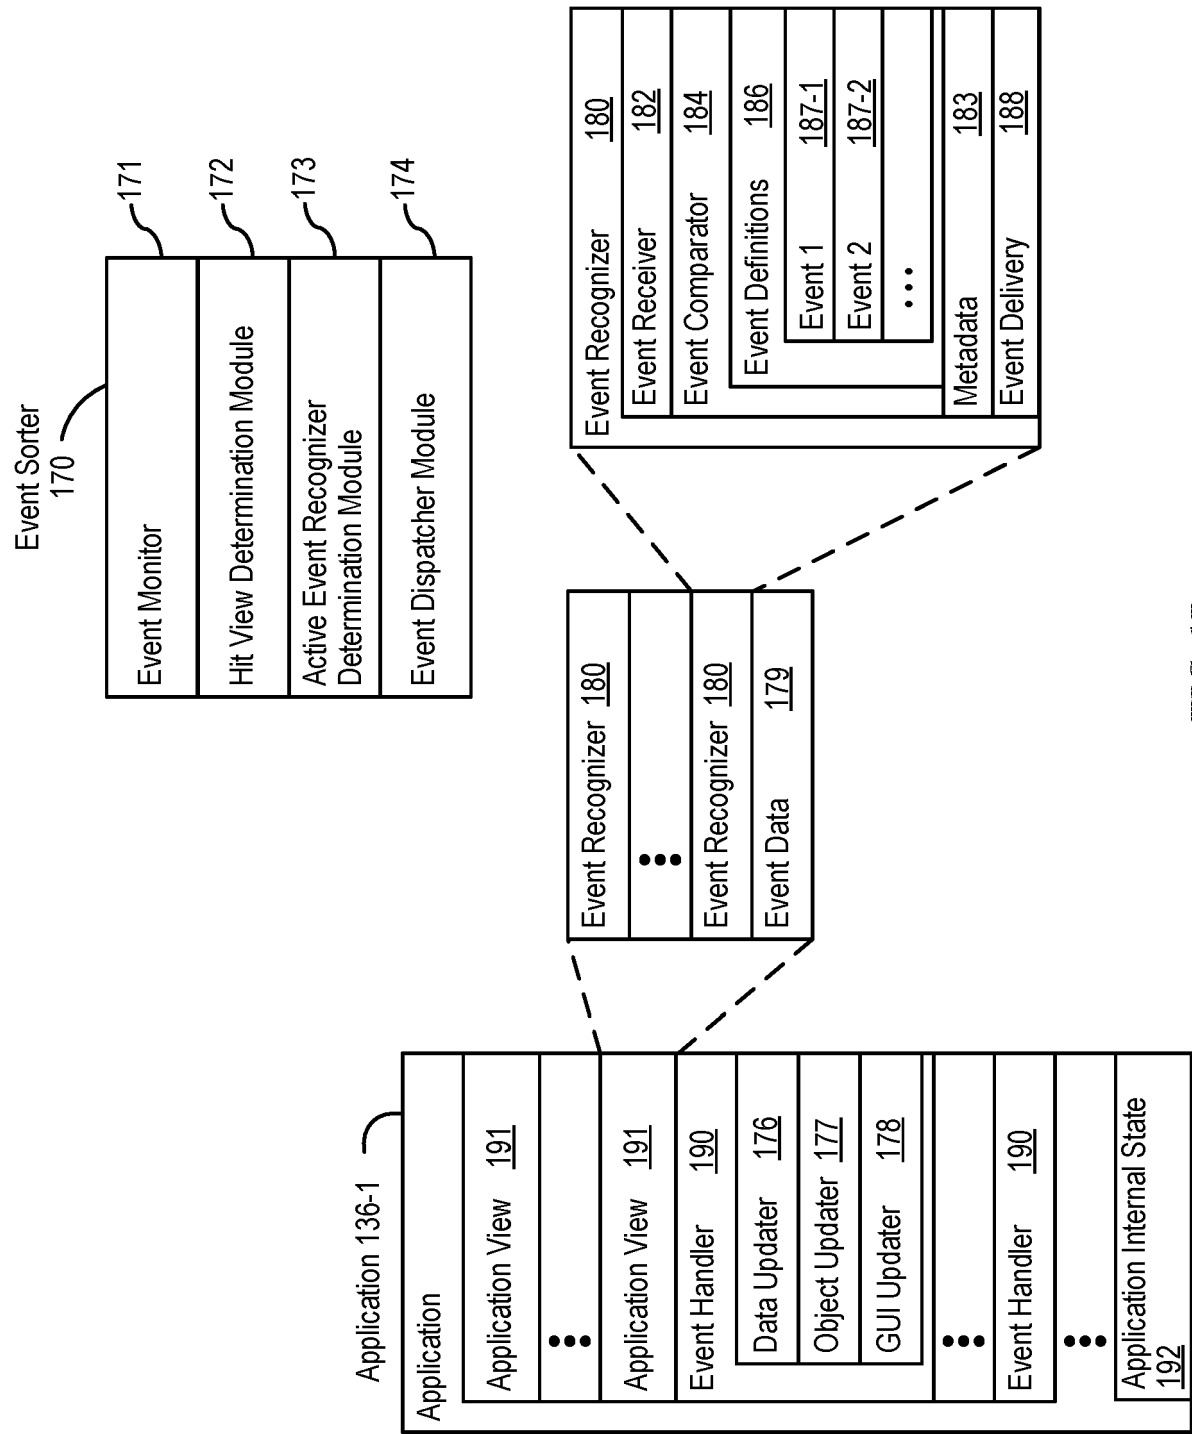 Event Sorter
170
Event Monitor
171
Hit View Determination Module
172
Active Event Recognizer
Determination Module
173
Event Dispatcher Module
174
Application 136-1
Application
Application View 191
•••
Application View 191
Event Handler 190
Data Updater 176
Object Updater 177
GUI Updater 178
•••
Event Handler 190
•••
Application Internal State
192
Event Recognizer 180
•••
Event Recognizer 180
Event Data 179
Event Recognizer 180
Event Receiver 182
Event Comparator 184
Event Definitions 186
Event 1 187-1
Event 2 187-2
•••
Metadata 183
Event Delivery 188